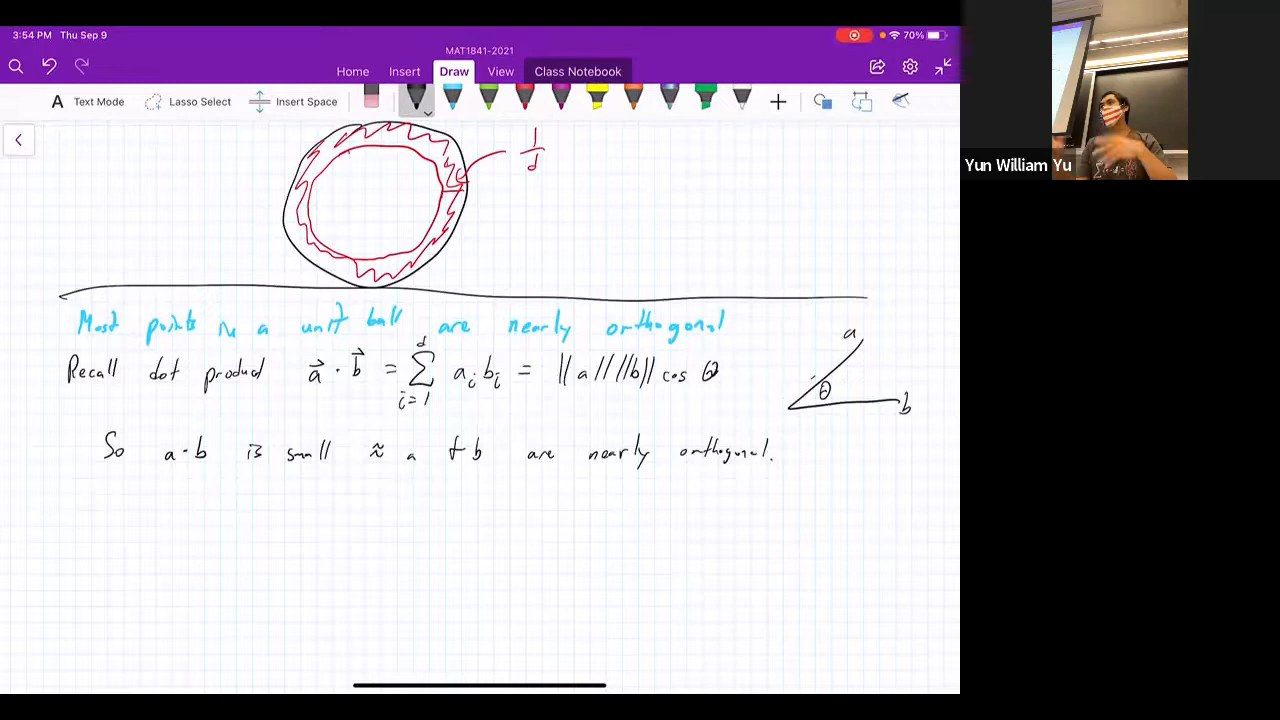 3:54 PM Thu Sep 9
70%
MAT1841-2021
Home Insert Draw View Class Notebook
A Text Mode Lasso Select Insert Space
1/d
Most points in a unit ball are nearly orthogonal
Recall dot product a⃗ · b⃗ = ∑_{i=1}^{d} a_i b_i = ||a|| ||b|| cos θ
a
θ
b
So a·b is small ≈ a + b are nearly orthogonal.
Yun William Yu